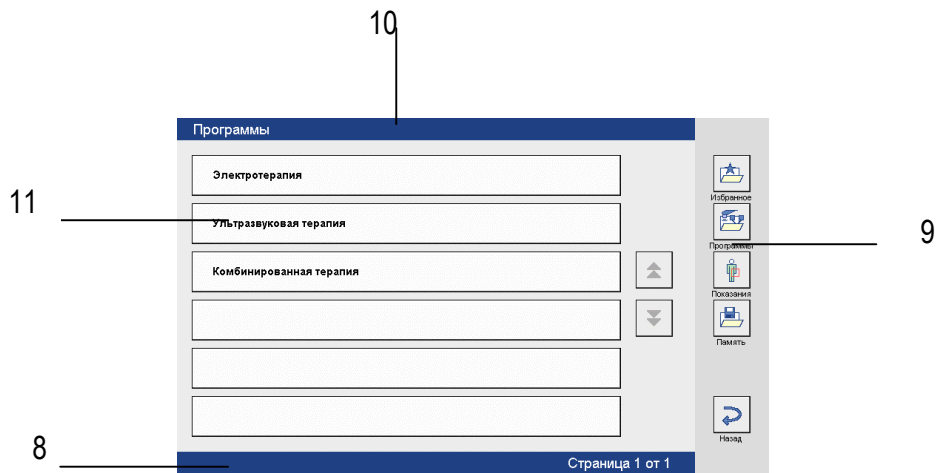 10
Программы
Электротерапия
Ультразвуковая терапия
Комбинированная терапия
Избранное
Программы
Показания
Память
Назад
11
9
8
Страница 1 от 1